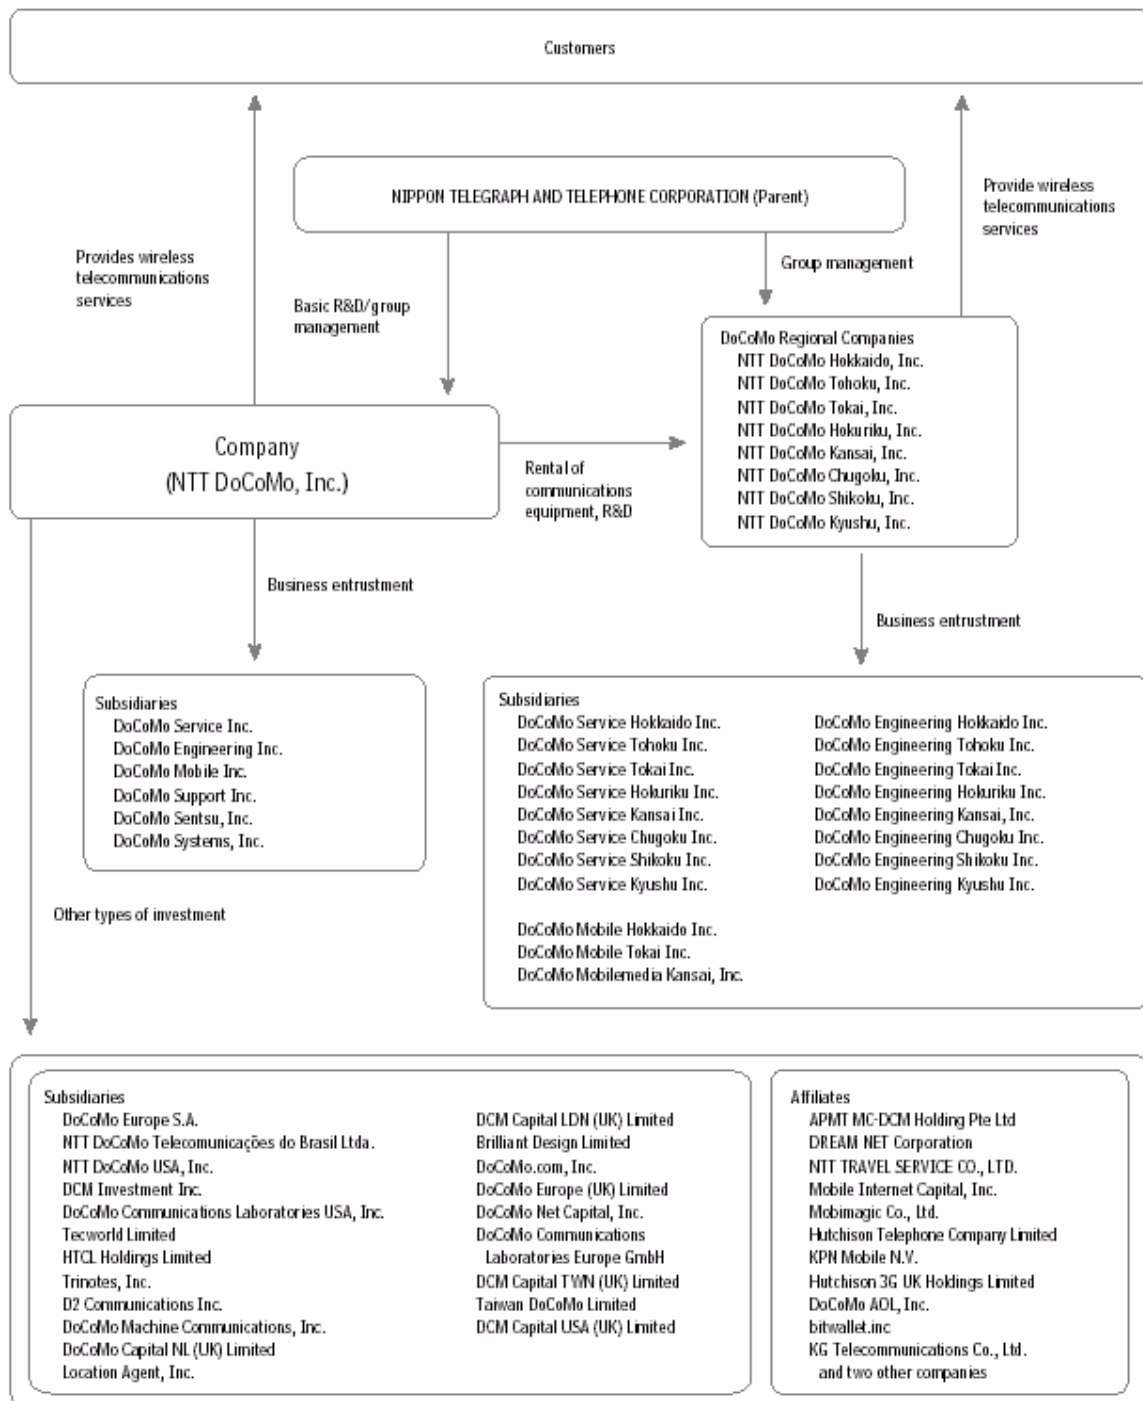 Customers
NIPPON TELEGRAPH AND TELEPHONE CORPORATION (Parent)
Provides wireless
telecommunications
services
Basic R&D/group
management
Group management
Provide wireless
telecommunications
services
Company
(NTT DoCoMo, Inc.)
Rental of
communications
equipment, R&D
DoCoMo Regional Companies
NTT DoCoMo Hokkaido, Inc.
NTT DoCoMo Tohoku, Inc.
NTT DoCoMo Tokai, Inc.
NTT DoCoMo Hokuriku, Inc.
NTT DoCoMo Kansai, Inc.
NTT DoCoMo Chugoku, Inc.
NTT DoCoMo Shikoku, Inc.
NTT DoCoMo Kyushu, Inc.
Business entrustment
Business entrustment
Subsidiaries
DoCoMo Service Inc.
DoCoMo Engineering Inc.
DoCoMo Mobile Inc.
DoCoMo Support Inc.
DoCoMo Sentsu, Inc.
DoCoMo Systems, Inc.
Subsidiaries
DoCoMo Service Hokkaido Inc.
DoCoMo Service Tohoku Inc.
DoCoMo Service Tokai Inc.
DoCoMo Service Hokuriku Inc.
DoCoMo Service Kansai Inc.
DoCoMo Service Chugoku Inc.
DoCoMo Service Shikoku Inc.
DoCoMo Service Kyushu Inc.
DoCoMo Mobile Hokkaido Inc.
DoCoMo Mobile Tokai Inc.
DoCoMo Mobilemedia Kansai, Inc.
DoCoMo Engineering Hokkaido Inc.
DoCoMo Engineering Tohoku Inc.
DoCoMo Engineering Tokai Inc.
DoCoMo Engineering Hokuriku Inc.
DoCoMo Engineering Kansai, Inc.
DoCoMo Engineering Chugoku Inc.
DoCoMo Engineering Shikoku Inc.
DoCoMo Engineering Kyushu Inc.
Other types of investment
Subsidiaries
DoCoMo Europe S.A.
NTT DoCoMo Telecomunicações do Brasil Ltda.
NTT DoCoMo USA, Inc.
DCM Investment Inc.
DoCoMo Communications Laboratories USA, Inc.
Tecworld Limited
HTCL Holdings Limited
Trinotes, Inc.
D2 Communications Inc.
DoCoMo Machine Communications, Inc.
DoCoMo Capital NL (UK) Limited
Location Agent, Inc.
DCM Capital LDN (UK) Limited
Brilliant Design Limited
DoCoMo.com, Inc.
DoCoMo Europe (UK) Limited
DoCoMo Net Capital, Inc.
DoCoMo Communications
Laboratories Europe GmbH
DCM Capital TWN (UK) Limited
Taiwan DoCoMo Limited
DCM Capital USA (UK) Limited
Affiliates
APMT MC-DCM Holding Pte Ltd
DREAM NET Corporation
NTT TRAVEL SERVICE CO., LTD.
Mobile Internet Capital, Inc.
Mobimagic Co., Ltd.
Hutchison Telephone Company Limited
KPN Mobile N.V.
Hutchison 3G UK Holdings Limited
DoCoMo AOL, Inc.
bitwallet.inc
KG Telecommunications Co., Ltd.
and two other companies